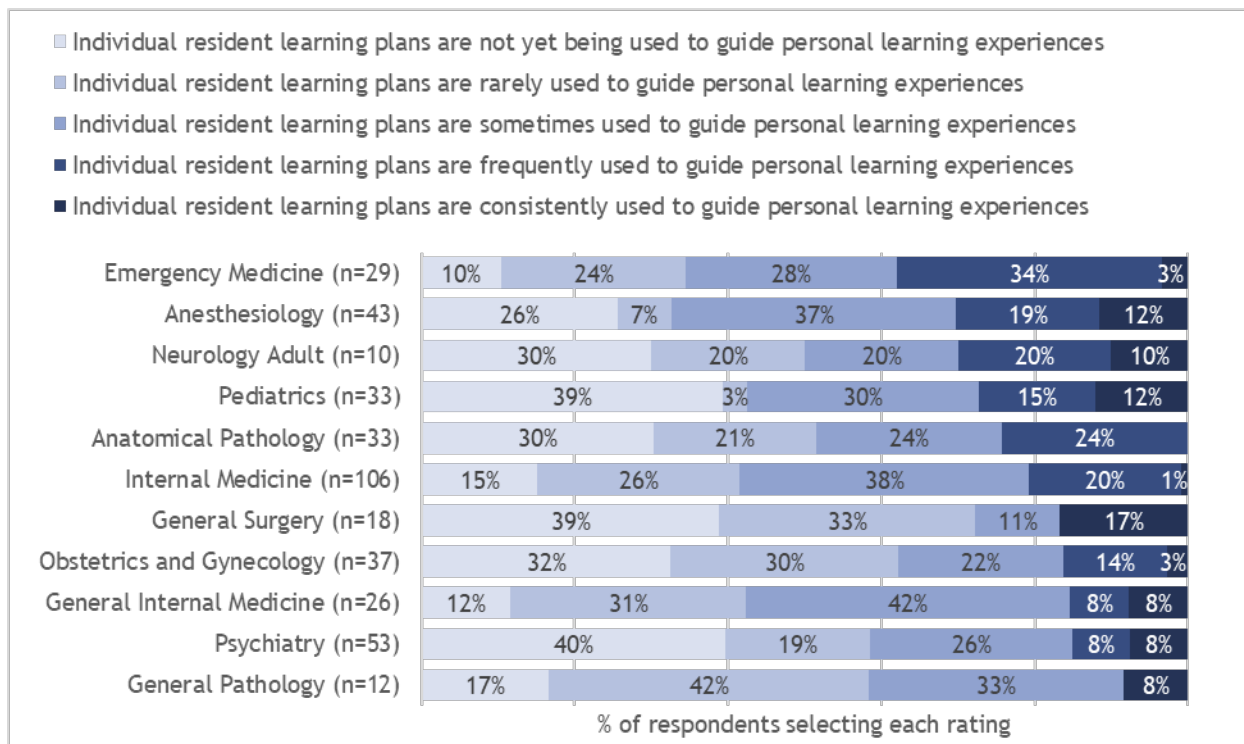 Individual resident learning plans are not yet being used to guide personal learning experiences
Individual resident learning plans are rarely used to guide personal learning experiences
Individual resident learning plans are sometimes used to guide personal learning experiences
Individual resident learning plans are frequently used to guide personal learning experiences
Individual resident learning plans are consistently used to guide personal learning experiences
Emergency Medicine (n=29) 10% 24% 28% 34% 3%
Anesthesiology (n=43) 26% 7% 37% 19% 12%
Neurology Adult (n=10) 30% 20% 20% 20% 10%
Pediatrics (n=33) 39% 3% 30% 15% 12%
Anatomical Pathology (n=33) 30% 21% 24% 24%
Internal Medicine (n=106) 15% 26% 38% 20% 1%
General Surgery (n=18) 39% 33% 11% 17%
Obstetrics and Gynecology (n=37) 32% 30% 22% 14% 3%
General Internal Medicine (n=26) 12% 31% 42% 8% 8%
Psychiatry (n=53) 40% 19% 26% 8% 8%
General Pathology (n=12) 17% 42% 33% 8%
% of respondents selecting each rating